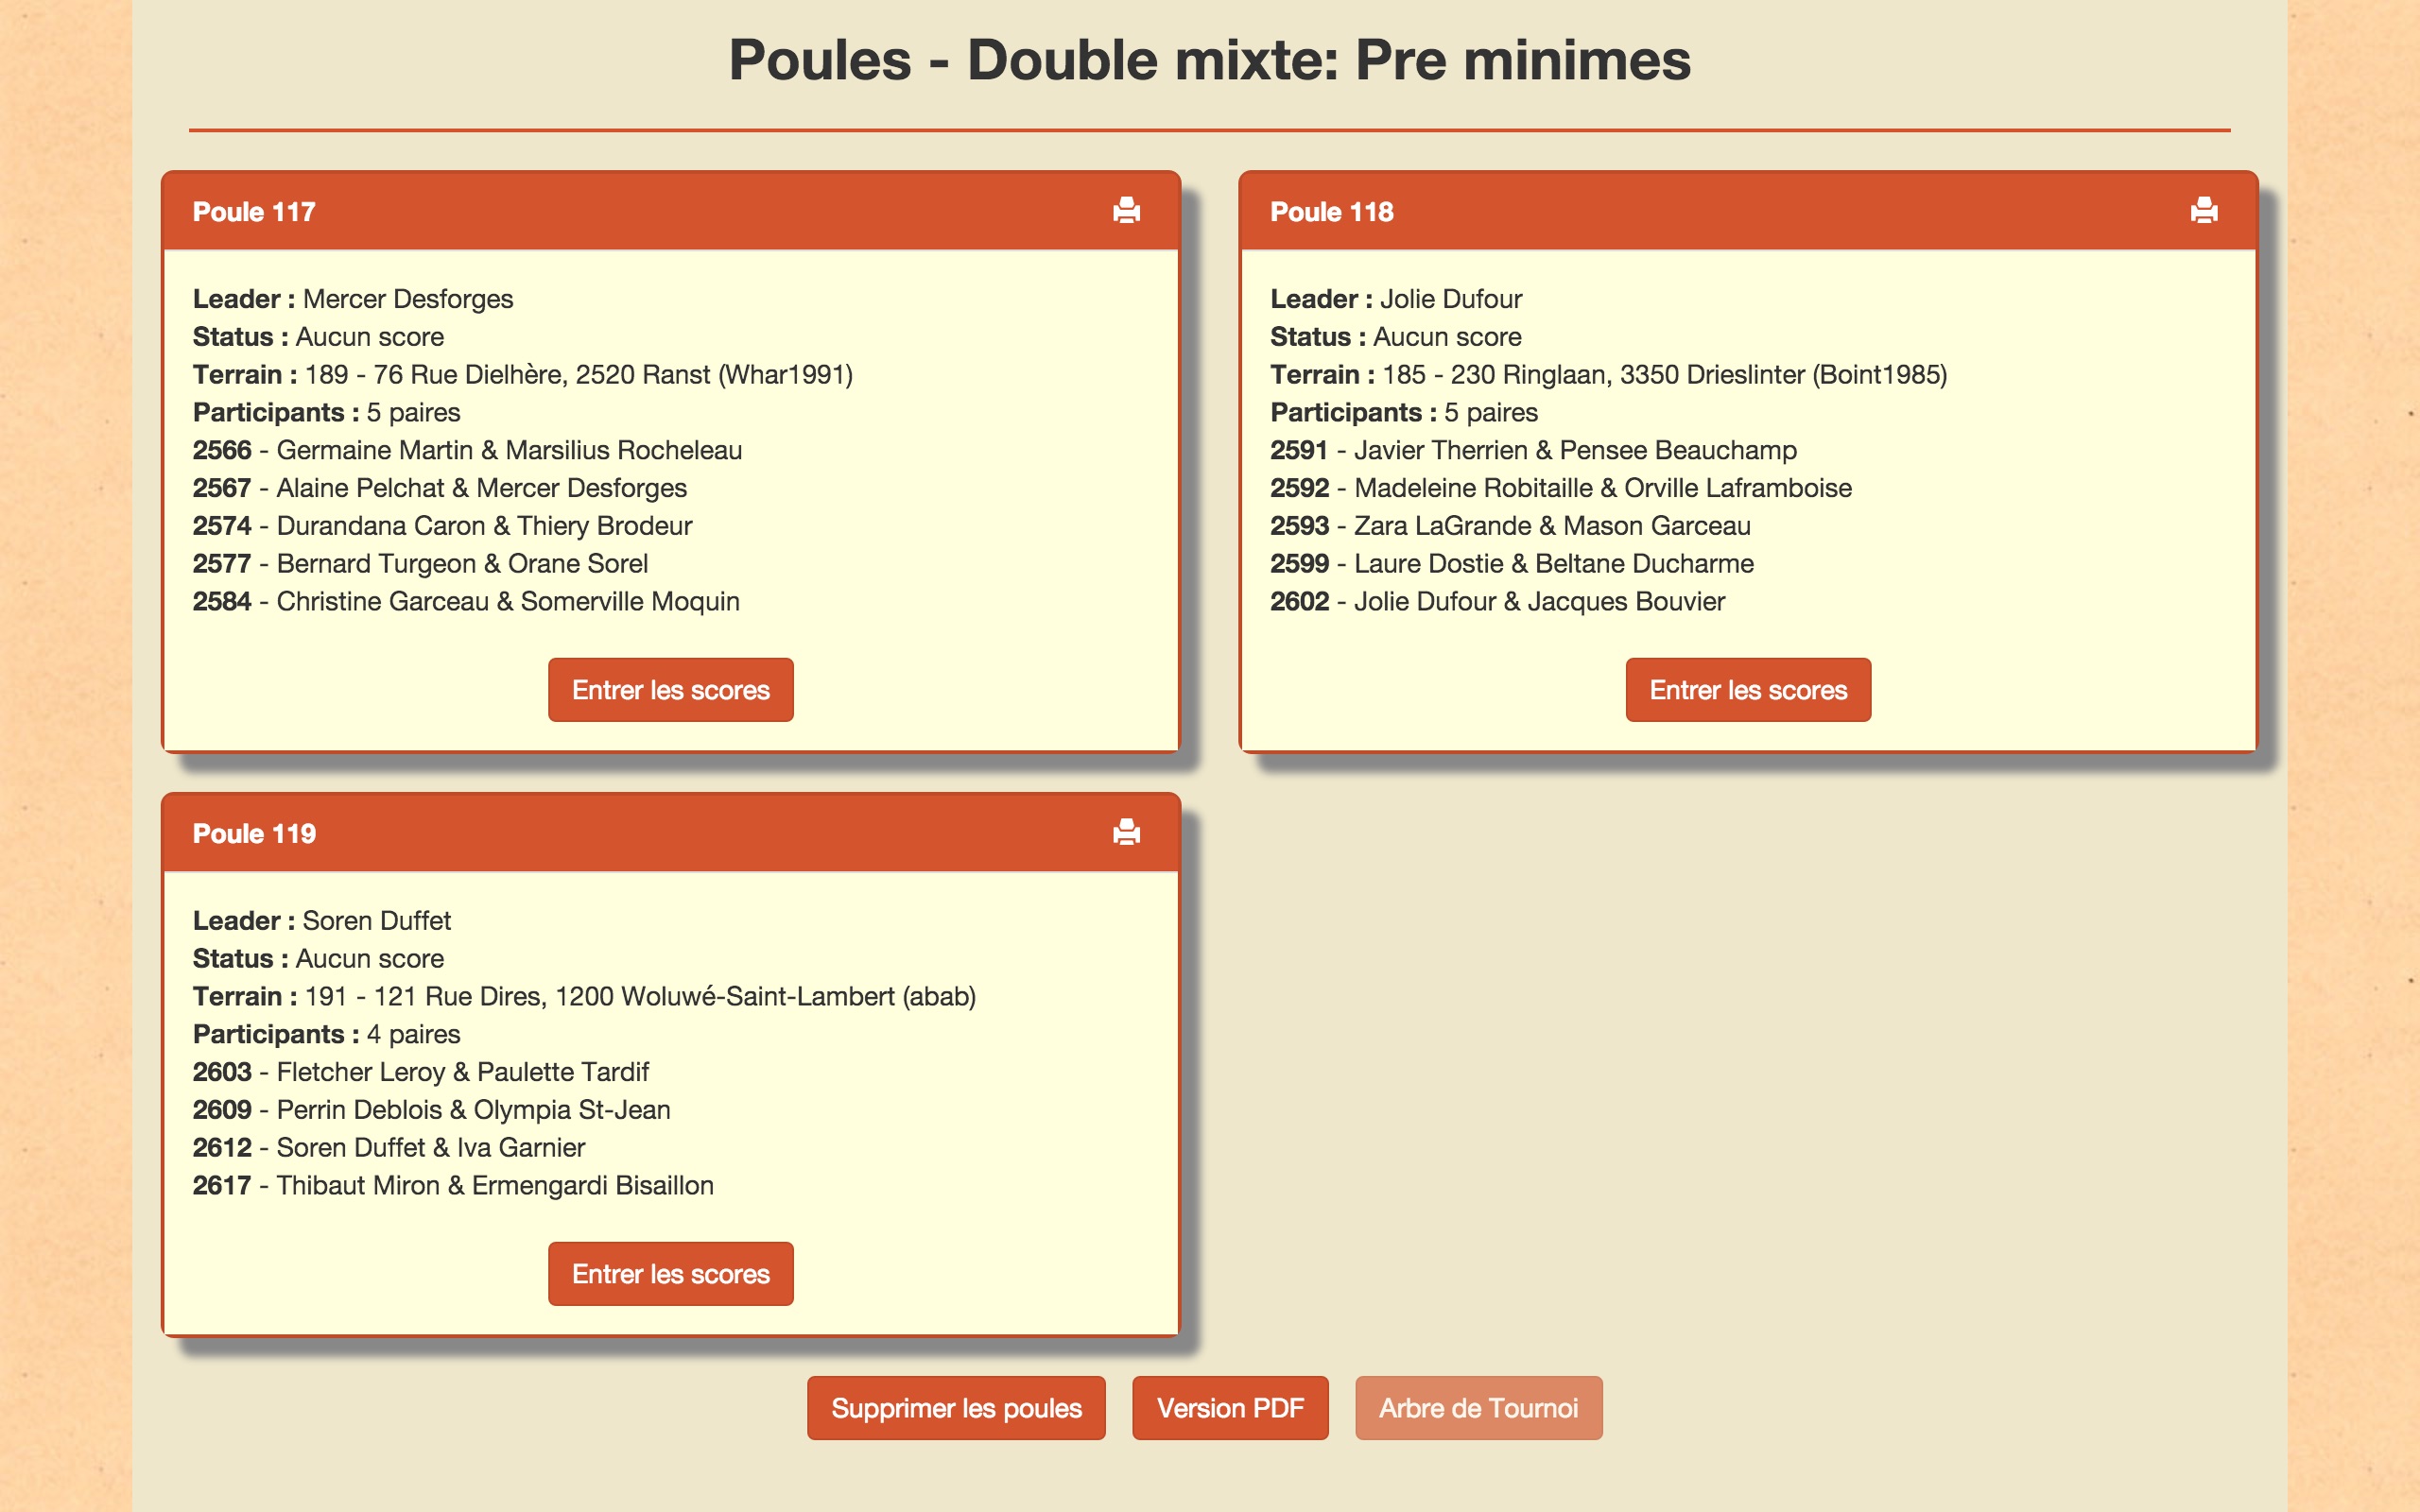 Poules - Double mixte: Pre minimes
Poule 117
Leader : Mercer Desforges
Status : Aucun score
Terrain : 189 - 76 Rue Dielhère, 2520 Ranst (Whar1991)
Participants : 5 paires
2566 - Germaine Martin & Marsilius Rocheleau
2567 - Alaine Pelchat & Mercer Desforges
2574 - Durandana Caron & Thiery Brodeur
2577 - Bernard Turgeon & Orane Sorel
2584 - Christine Garceau & Somerville Moquin
Entrer les scores
Poule 118
Leader : Jolie Dufour
Status : Aucun score
Terrain : 185 - 230 Ringlaan, 3350 Drieslinter (Boint1985)
Participants : 5 paires
2591 - Javier Therrien & Pensee Beauchamp
2592 - Madeleine Robitaille & Orville Laframboise
2593 - Zara LaGrande & Mason Garceau
2599 - Laure Dostie & Beltane Ducharme
2602 - Jolie Dufour & Jacques Bouvier
Entrer les scores
Poule 119
Leader : Soren Duffet
Status : Aucun score
Terrain : 191 - 121 Rue Dires, 1200 Woluwé-Saint-Lambert (abab)
Participants : 4 paires
2603 - Fletcher Leroy & Paulette Tardif
2609 - Perrin Deblois & Olympia St-Jean
2612 - Soren Duffet & Iva Garnier
2617 - Thibaut Miron & Ermengardi Bisaillon
Entrer les scores
Supprimer les poules
Version PDF
Arbre de Tournoi